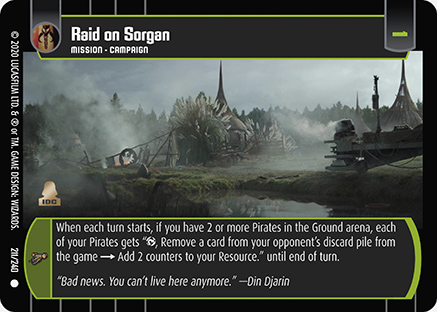 Raid on Sorgan
MISSION - CAMPAIGN
© 2020 LUCASFILM LTD. & ® OR TM. GAME DESIGN: WIZARDS.
IDC
When each turn starts, if you have 2 or more Pirates in the Ground arena, each
of your Pirates gets “, Remove a card from your opponent's discard pile from
the game → Add 2 counters to your Resource.” until end of turn.
“Bad news. You can't live here anymore.” —Din Djarin
211/240